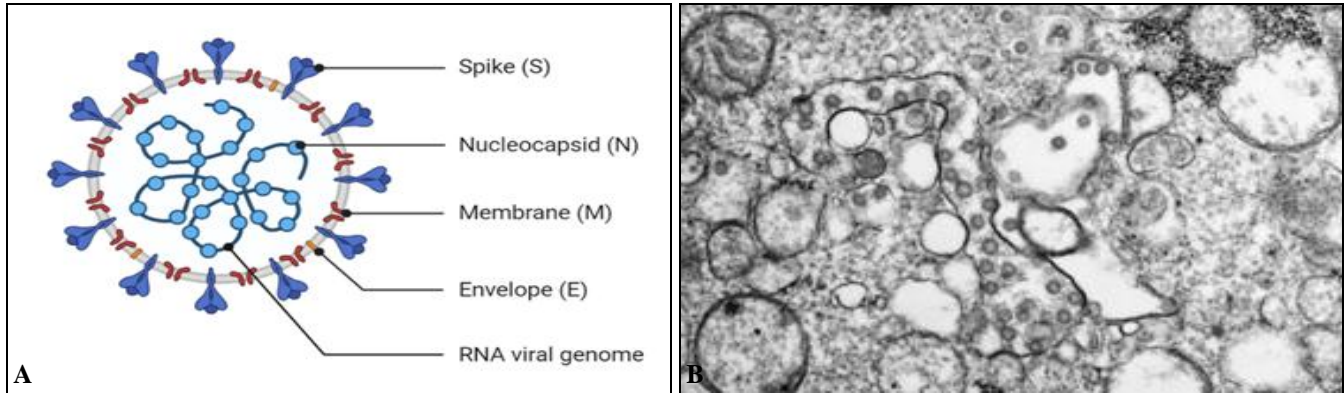 Spike (S)
Nucleocapsid (N)
Membrane (M)
Envelope (E)
RNA viral genome
A
B